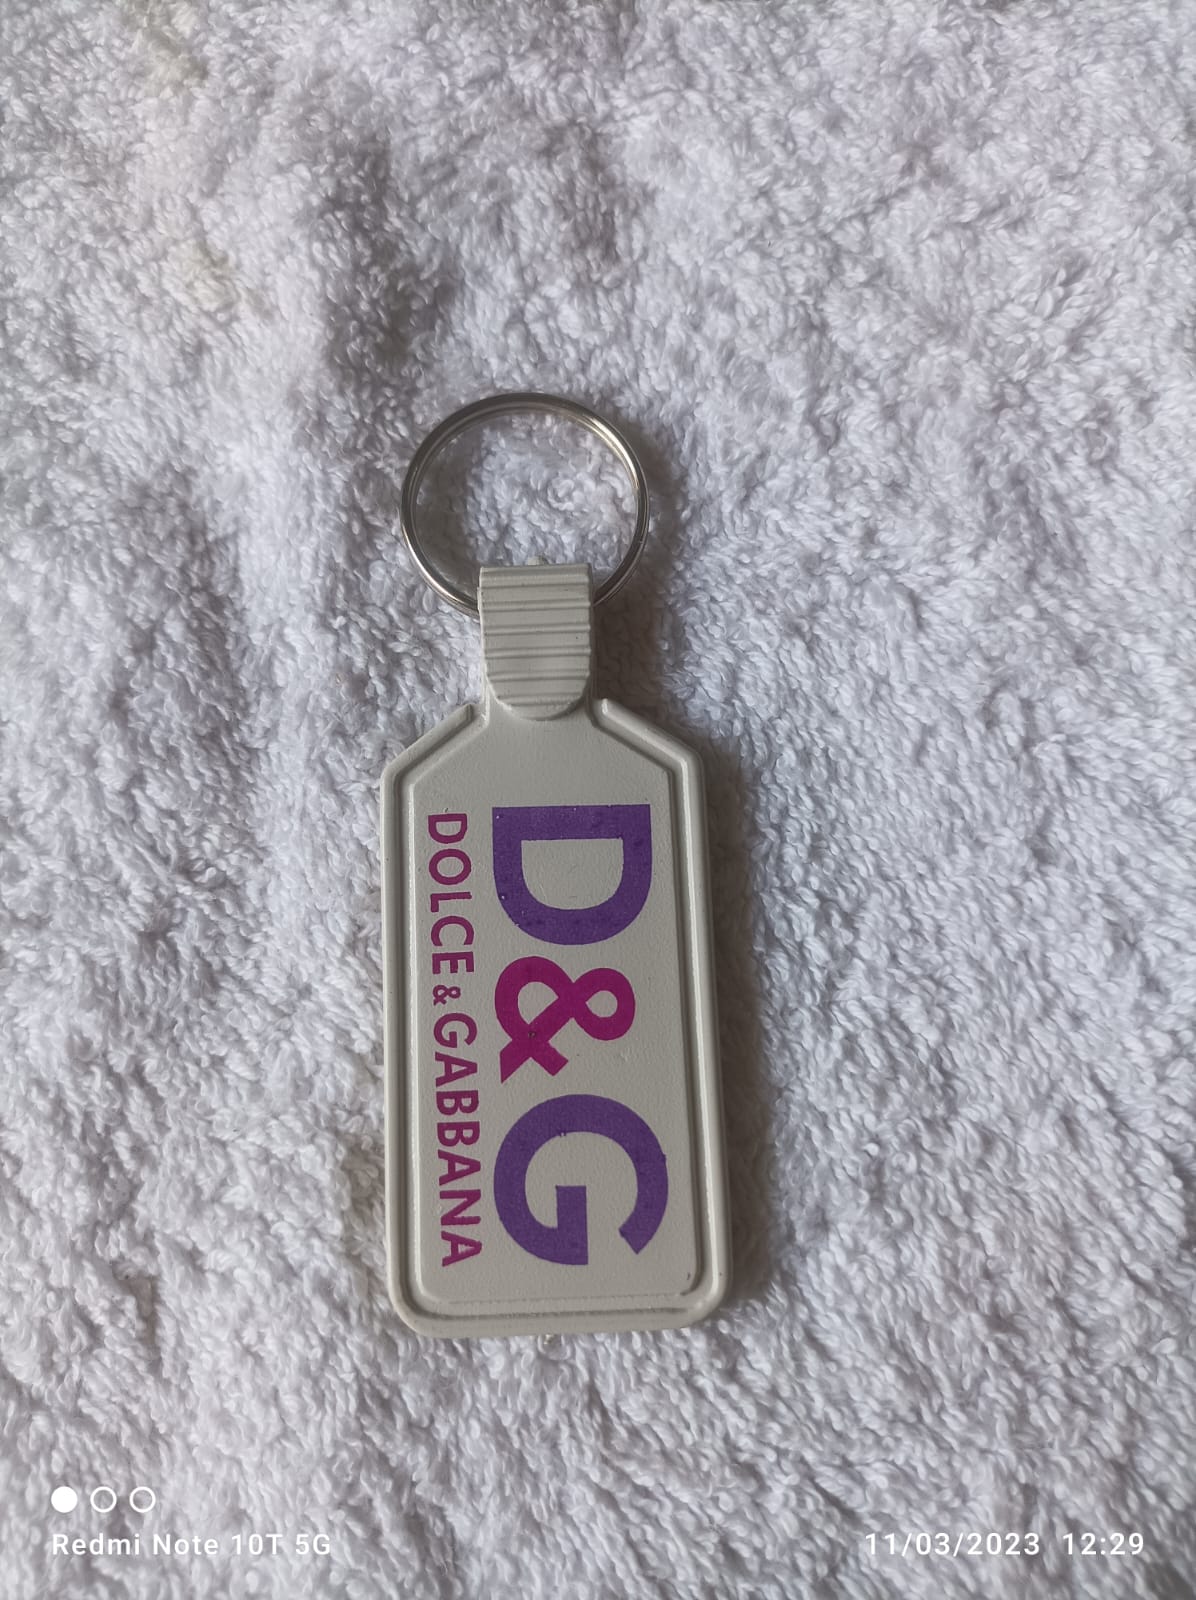 D&G
DOLCE & GABBANA
Redmi Note 10T 5G
11/03/2023 12:29